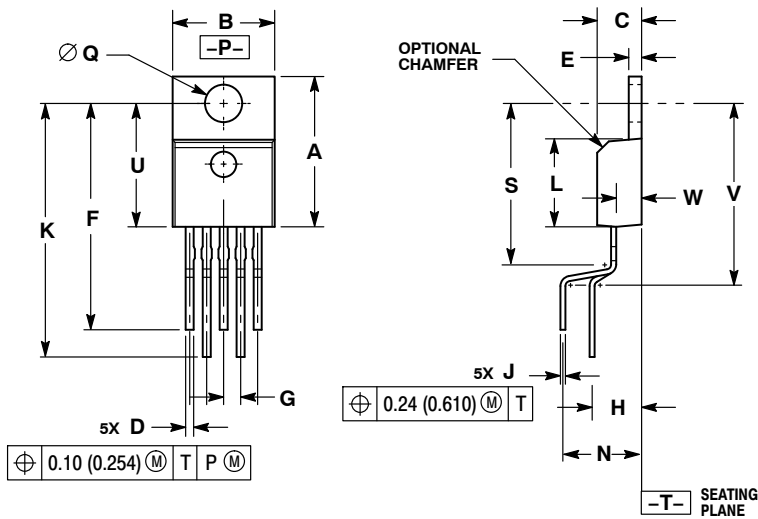 B
–P–
Ø Q
A
U
F
K
G
5X D
⌖ 0.10 (0.254) Ⓜ T P Ⓜ
OPTIONAL
CHAMFER
C
E
S
L
W
V
5X J
⌖ 0.24 (0.610) Ⓜ T
H
N
–T– SEATING
PLANE